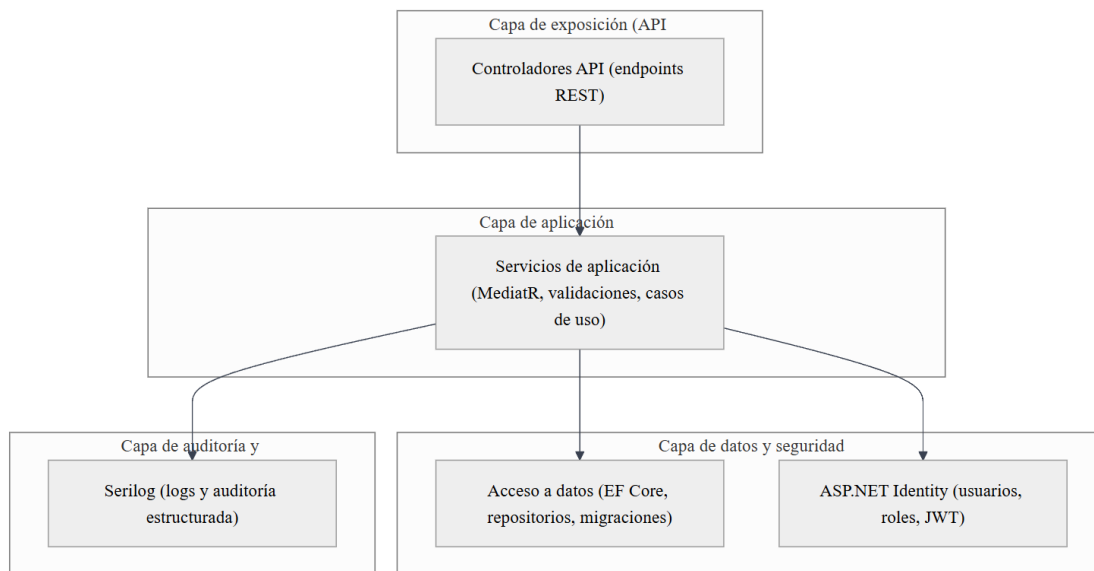 Capa de exposición (API
Controladores API (endpoints
REST)
Capa de aplicación
Servicios de aplicación
(MediatR, validaciones, casos
de uso)
Capa de auditoría y
Serilog (logs y auditoría
estructurada)
Capa de datos y seguridad
Acceso a datos (EF Core,
repositorios, migraciones)
ASP.NET Identity (usuarios,
roles, JWT)